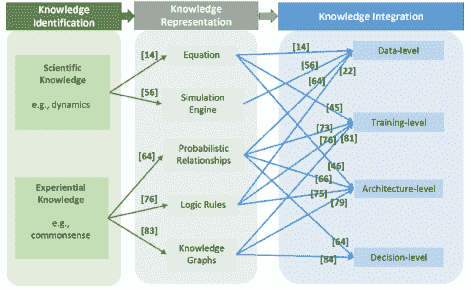 Knowledge
Identification
Knowledge
Representation
Knowledge Integration
Scientific
Knowledge
e.g., dynamics
Experiential
Knowledge
e.g.,
commonsense
[14]
[56]
[64]
[76]
[83]
Equation
Simulation
Engine
Probabilistic
Relationships
Logic Rules
Knowledge
Graphs
[14]
[56]
[64]
[22]
[45]
[73]
[76]
[81]
[46]
[66]
[75]
[79]
[64]
[84]
Data-level
Training-level
Architecture-level
Decision-level